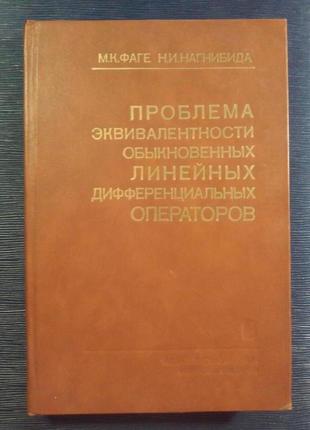 М.К.ФАГЕ Н.И.НАГНИБИДА
ПРОБЛЕМА
ЭКВИВАЛЕНТНОСТИ
ОБЫКНОВЕННЫХ
ЛИНЕЙНЫХ
ДИФФЕРЕНЦИАЛЬНЫХ
ОПЕРАТОРОВ